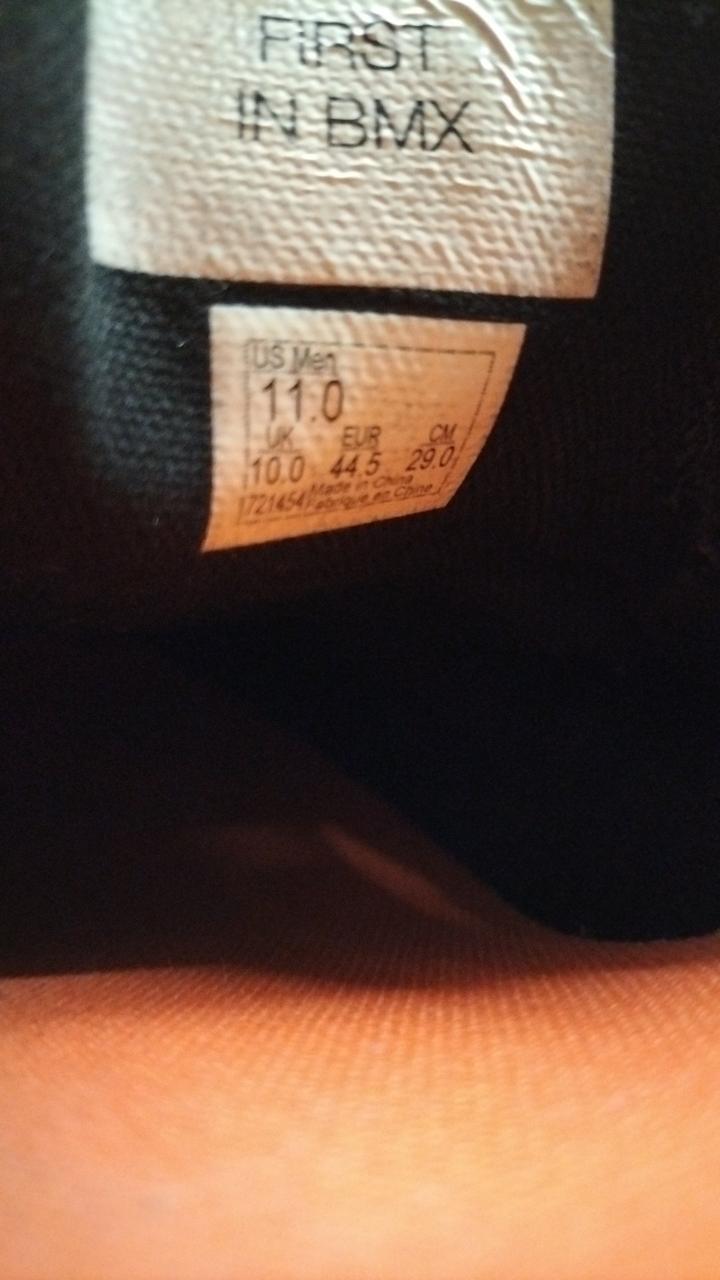 FIRST
IN BMX
US Men
11.0
UK EUR CM
10.0 44.5 29.0
721454 Made in China
Fabriqué en Chine